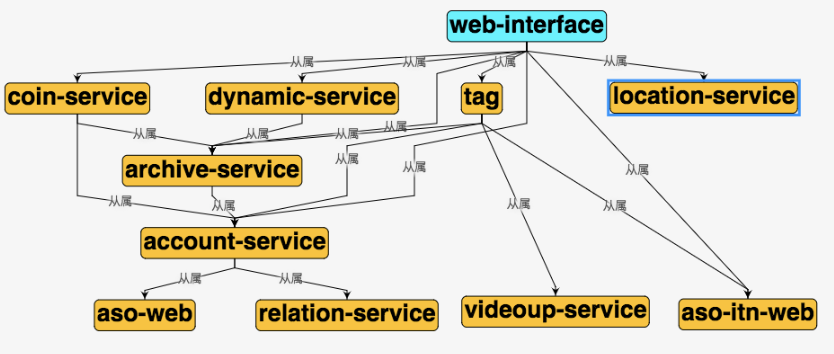 web-interface
从属
从属
从属
从属
coin-service
dynamic-service
tag
location-service
从属
从属
从属
从属
从属
从属
从属
archive-service
从属
从属
从属
从属
account-service
从属
从属
aso-web
relation-service
videoup-service
aso-itn-web